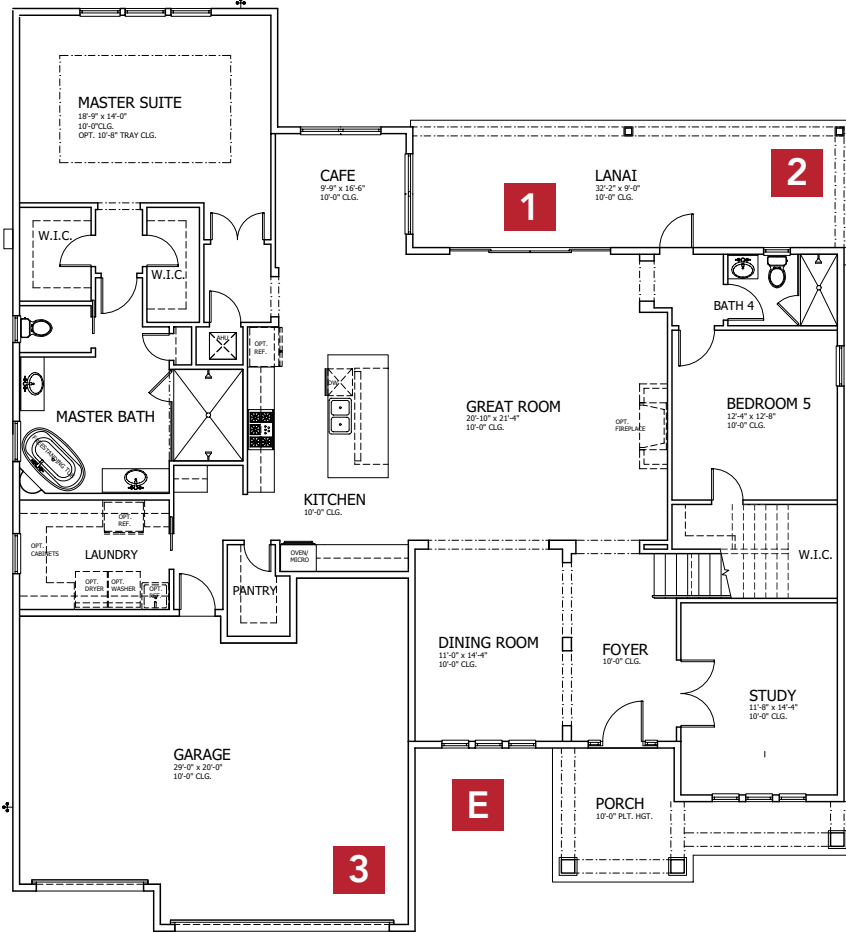 MASTER SUITE
18'-9" x 14'-0"
10'-0"CLG.
OPT. 10'-8" TRAY CLG.
CAFE
9'-9" x 16'-6"
10'-0" CLG.
LANAI
32'-2" x 9'-0"
10'-0" CLG.
1
2
W.I.C.
W.I.C.
BATH 4
AHU
OPT.
REF.
DW
MASTER BATH
GREAT ROOM
20'-10" x 21'-4"
10'-0" CLG.
OPT.
FIREPLACE
BEDROOM 5
12'-4" x 12'-8"
10'-0" CLG.
KITCHEN
10'-0" CLG.
OPT.
REF.
OPT.
CABINETS
LAUNDRY
OPT.
DRYER
OPT.
WASHER
OPT.
PANTRY
OVEN/
MICRO
W.I.C.
DINING ROOM
11'-0" x 14'-4"
10'-0" CLG.
FOYER
10'-0" CLG.
STUDY
11'-8" x 14'-4"
10'-0" CLG.
GARAGE
29'-0" x 20'-0"
10'-0" CLG.
E
PORCH
10'-0" PLT. HGT.
3